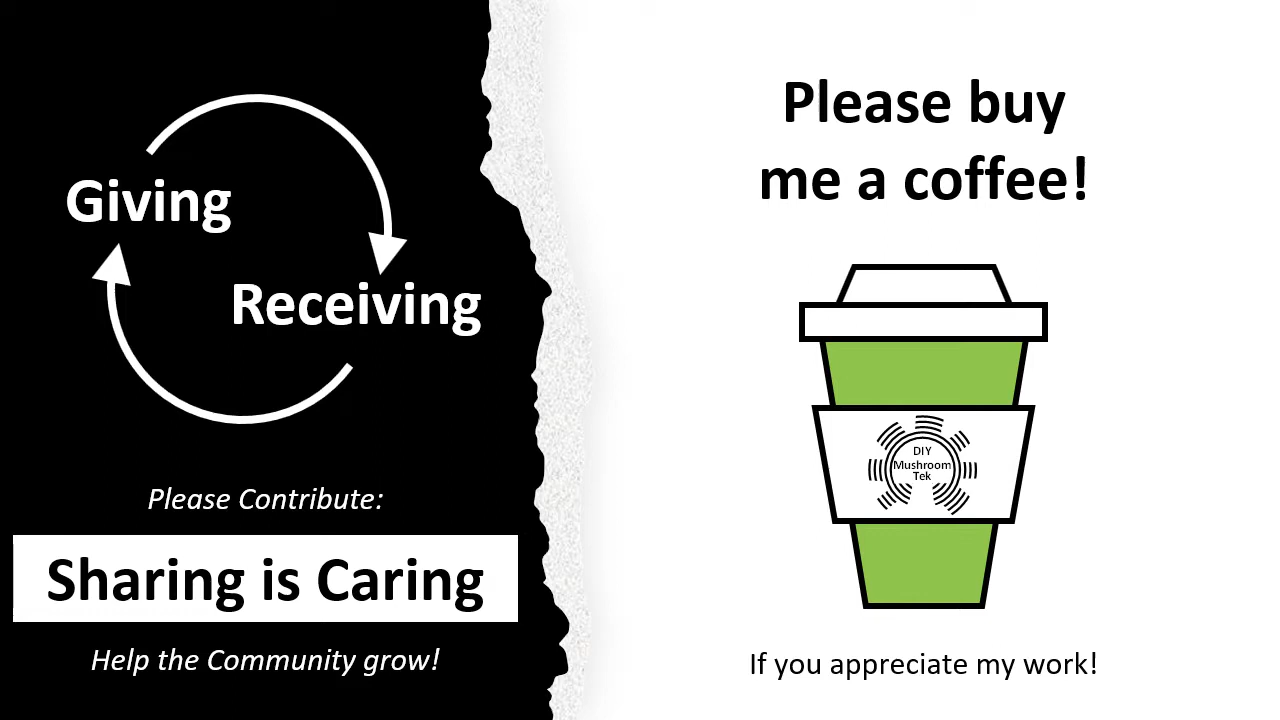 Giving
Receiving
Please Contribute:
Sharing is Caring
Help the Community grow!
Please buy
me a coffee!
DIY
Mushroom
Tek
If you appreciate my work!